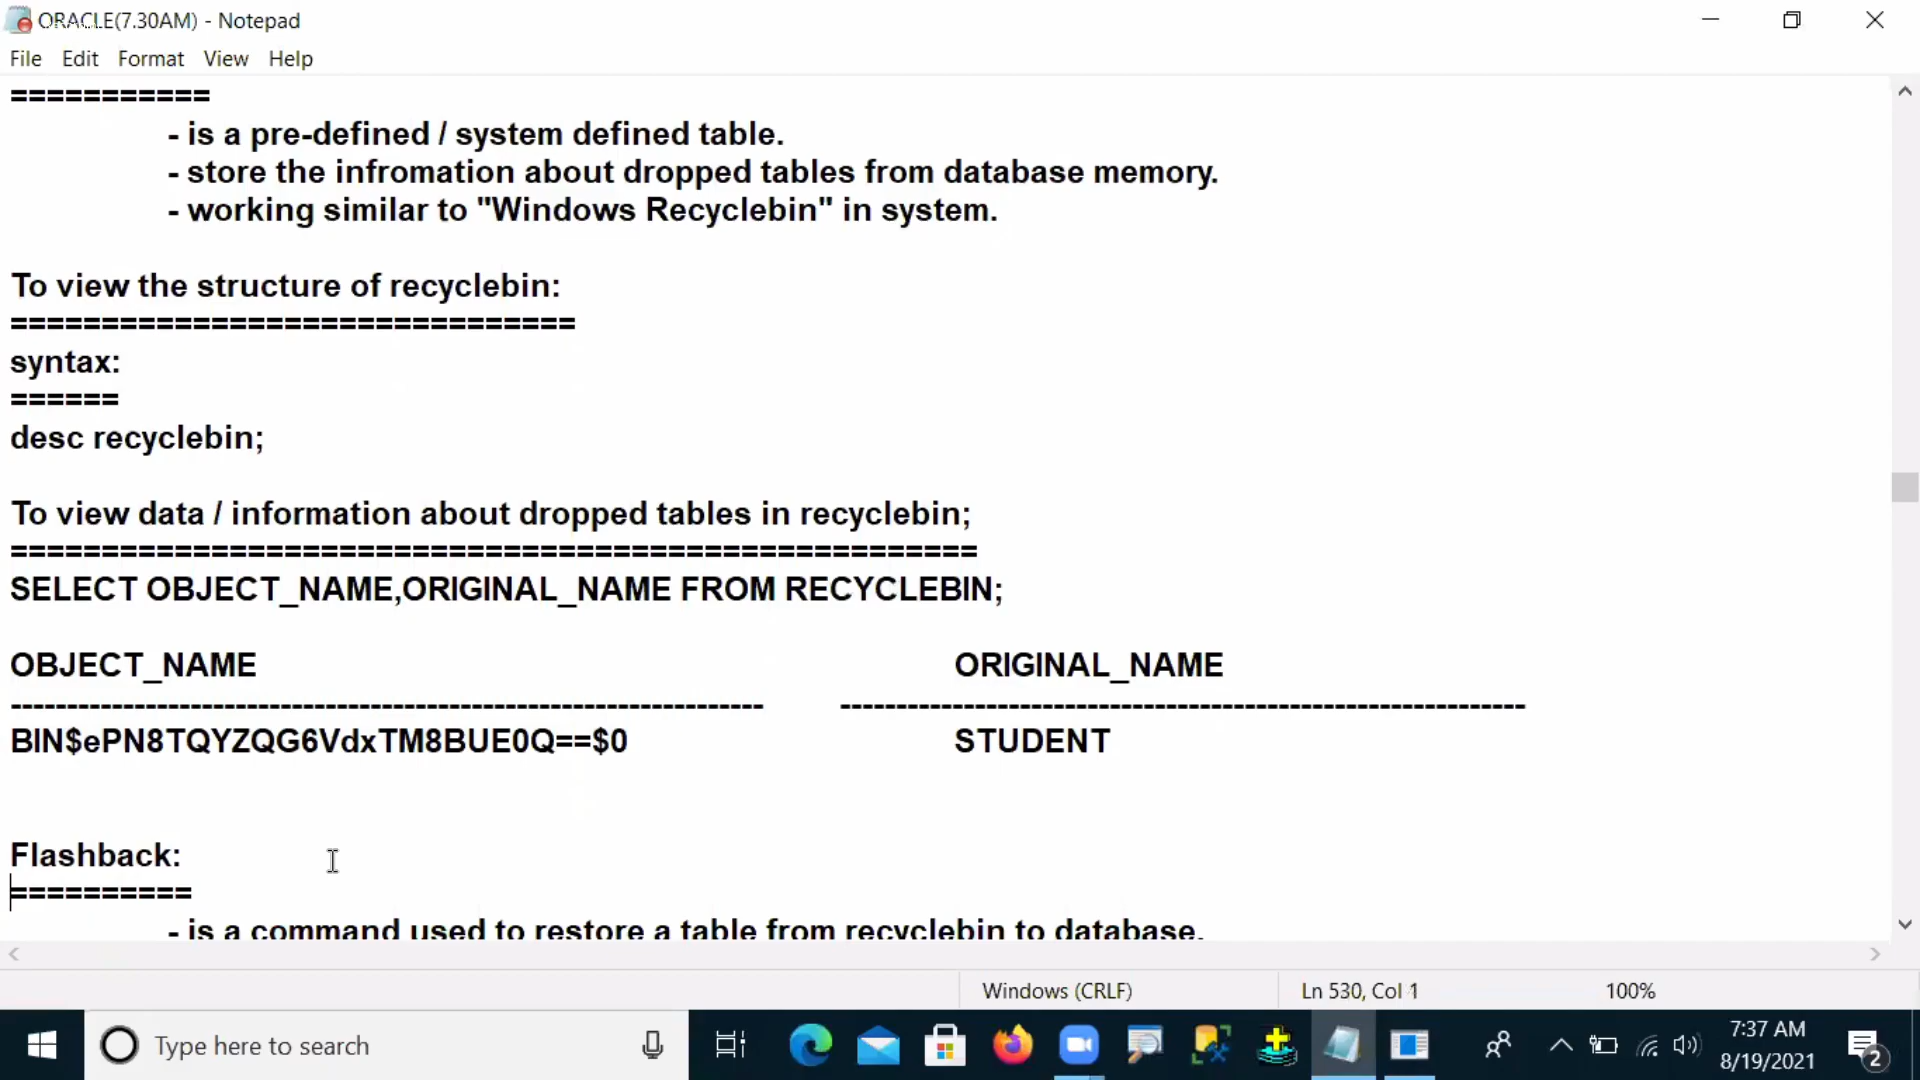 ORACLE(7.30AM) - Notepad
File Edit Format View Help
===========
- is a pre-defined / system defined table.
- store the infromation about dropped tables from database memory.
- working similar to "Windows Recyclebin" in system.
To view the structure of recyclebin:
===============================
syntax:
======
desc recyclebin;
To view data / information about dropped tables in recyclebin;
=====================================================
SELECT OBJECT_NAME,ORIGINAL_NAME FROM RECYCLEBIN;
OBJECT_NAME ORIGINAL_NAME
-------------------------------------------------------------------------------- ------------------------------------------------------------------------
BIN$ePN8TQYZQG6VdxTM8BUE0Q==$0 STUDENT
Flashback:
==========
- is a command used to restore a table from recyclebin to database.
Windows (CRLF) Ln 530, Col 1 100%
Type here to search
7:37 AM
8/19/2021
2